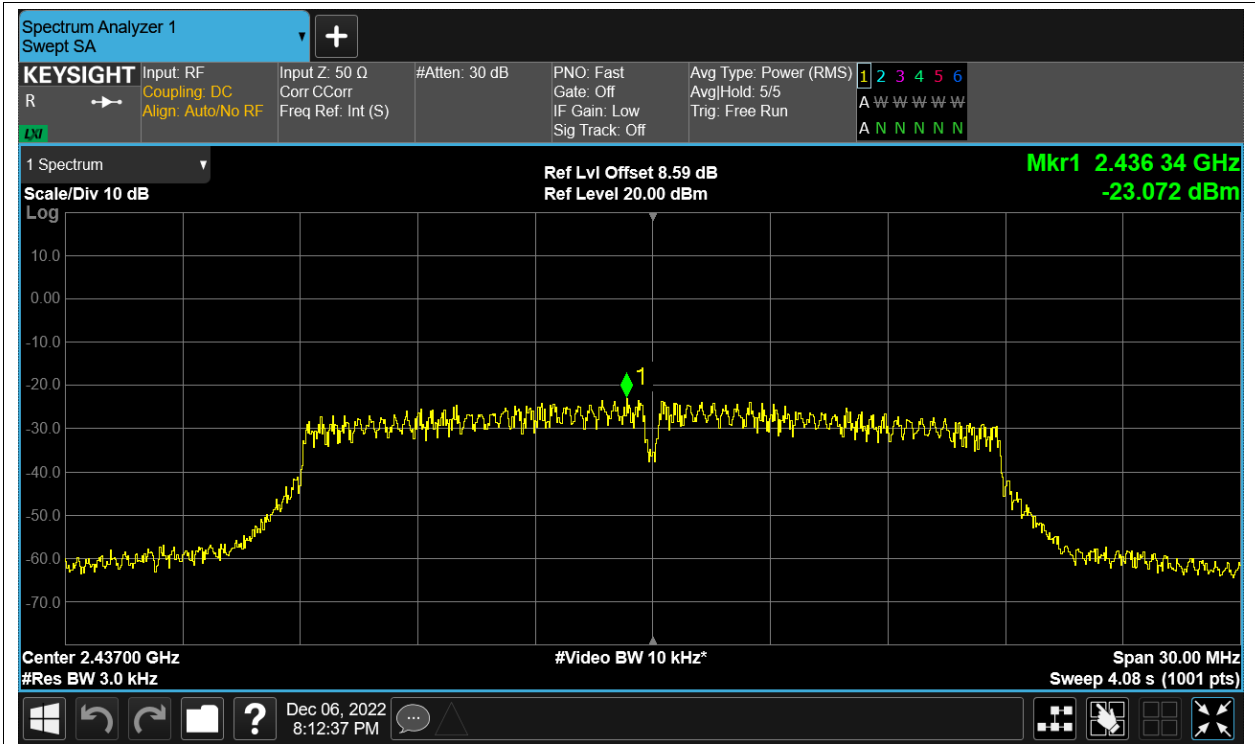 Spectrum Analyzer 1
Swept SA
KEYSIGHT
R
LXI
Input: RF
Coupling: DC
Align: Auto/No RF
Input Z: 50 Ω
Corr CCorr
Freq Ref: Int (S)
#Atten: 30 dB
PNO: Fast
Gate: Off
IF Gain: Low
Sig Track: Off
Avg Type: Power (RMS)
Avg|Hold: 5/5
Trig: Free Run
1 2 3 4 5 6
A W W W W W
A N N N N N
1 Spectrum
Scale/Div 10 dB
Ref Lvl Offset 8.59 dB
Ref Level 20.00 dBm
Mkr1 2.436 34 GHz
-23.072 dBm
Log
10.0
0.00
-10.0
-20.0
-30.0
-40.0
-50.0
-60.0
-70.0
1
Center 2.43700 GHz
#Res BW 3.0 kHz
#Video BW 10 kHz*
Span 30.00 MHz
Sweep 4.08 s (1001 pts)
?
Dec 06, 2022
8:12:37 PM